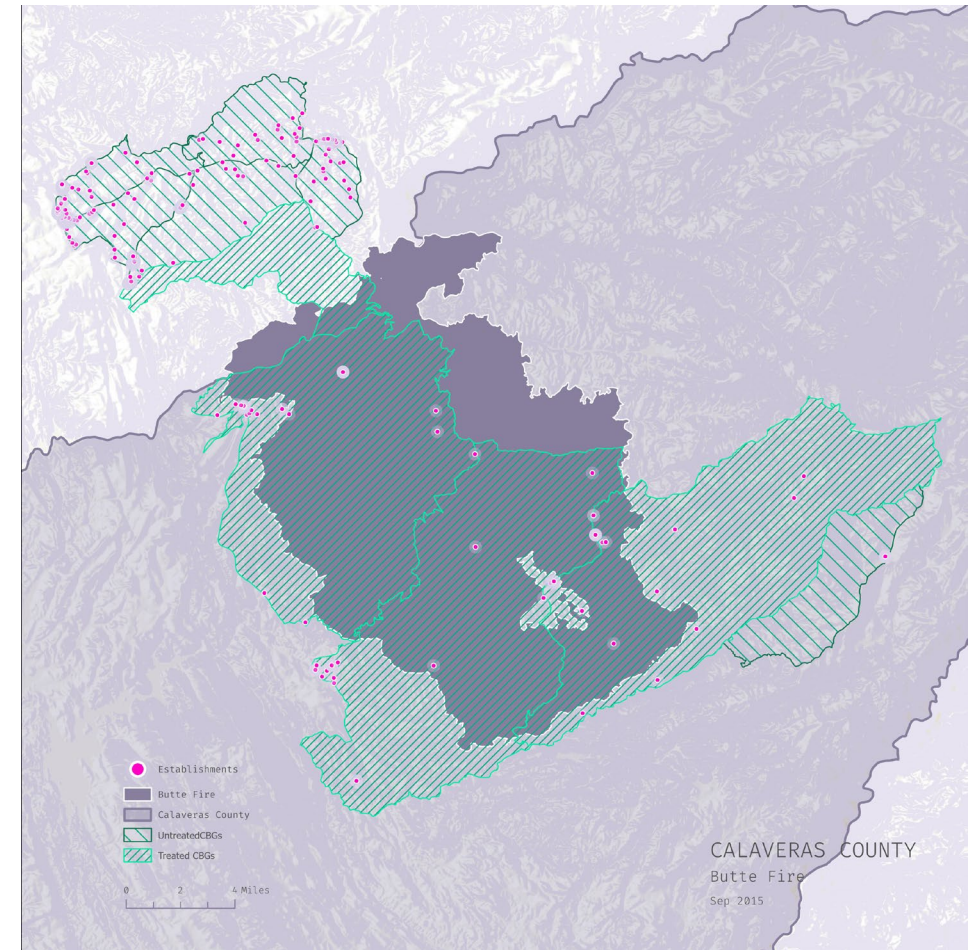 Establishments
Butte Fire
Calaveras County
UntreatedCBGs
Treated CBGs
0 2 4 Miles
CALAVERAS COUNTY
Butte Fire
Sep 2015